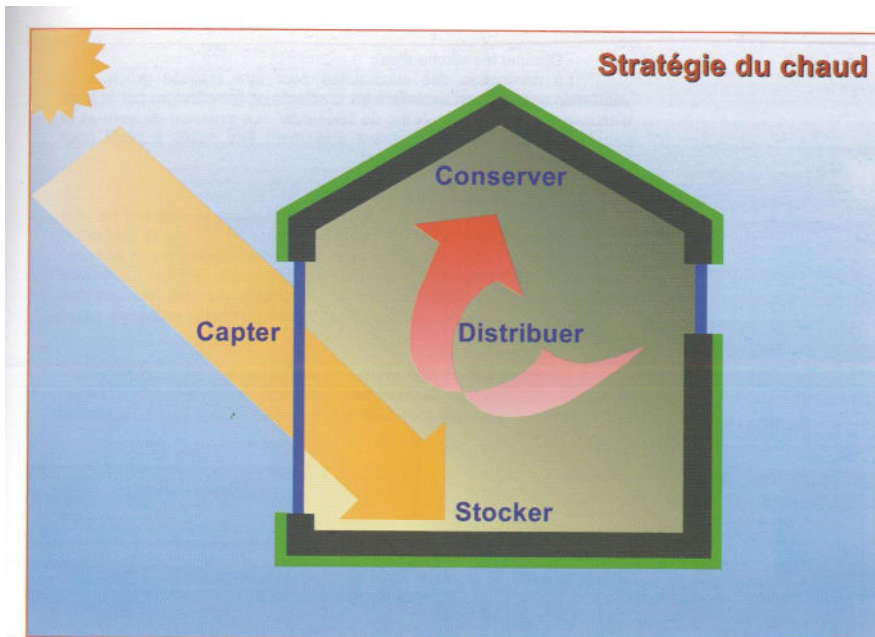 Stratégie du chaud
Conserver
Capter
Distribuer
Stocker